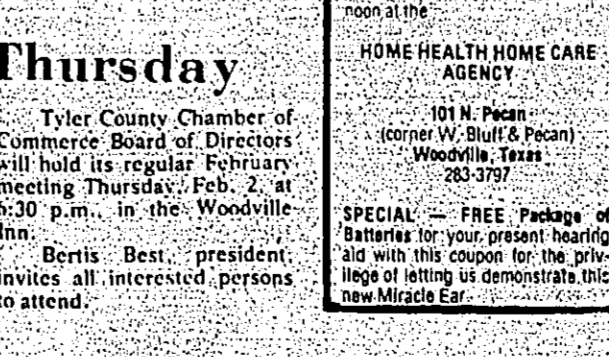 Thursday
Tyler County Chamber of
Commerce Board of Directors
will hold its regular February
meeting Thursday, Feb. 2, at
6:30 p.m., in the Woodville
Inn.
Bertis Best, president,
invites all interested persons
to attend.
noon at the
HOME HEALTH HOME CARE
AGENCY
101 N. Pecan
(corner W. Bluff & Pecan)
Woodville, Texas
283-3797
SPECIAL — FREE Package of
Batteries for your present hearing
aid with this coupon for the priv-
ilege of letting us demonstrate this
new Miracle Ear.